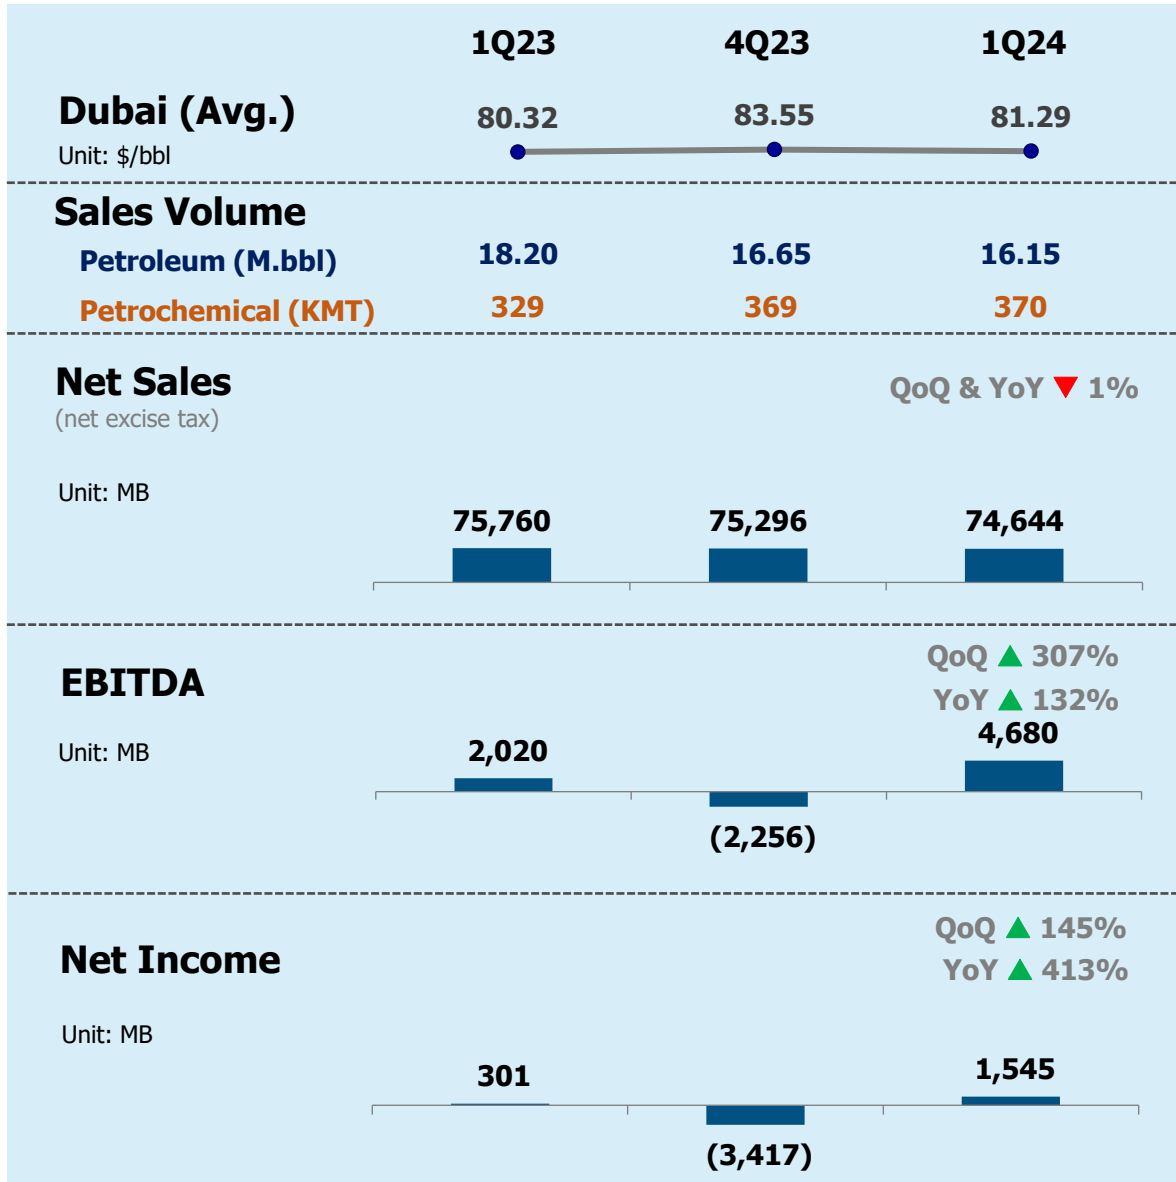 1Q23 4Q23 1Q24
Dubai (Avg.)
Unit: $/bbl
80.32 83.55 81.29
Sales Volume
Petroleum (M.bbl) 18.20 16.65 16.15
Petrochemical (KMT) 329 369 370
Net Sales
(net excise tax)
QoQ & YoY ▼ 1%
Unit: MB
75,760 75,296 74,644
EBITDA
QoQ ▲ 307%
YoY ▲ 132%
Unit: MB
2,020 (2,256) 4,680
Net Income
QoQ ▲ 145%
YoY ▲ 413%
Unit: MB
301 (3,417) 1,545